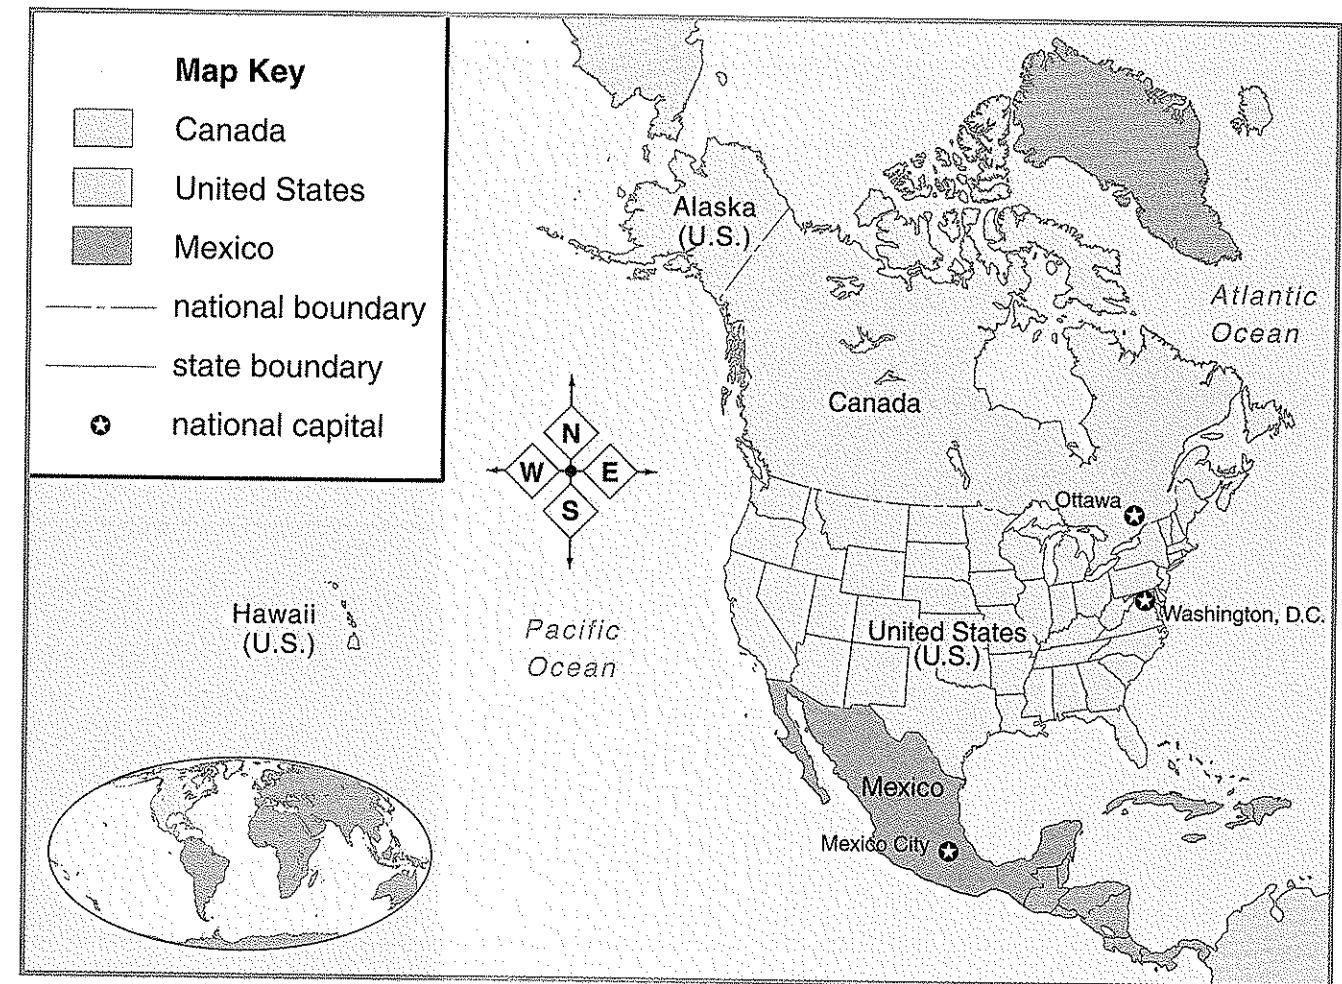 Map Key
Canada
United States
Mexico
national boundary
state boundary
national capital
Alaska
(U.S.)
Atlantic
Ocean
Canada
N
W E
S
Ottawa
Hawaii
(U.S.)
Pacific
Ocean
Washington, D.C.
United States
(U.S.)
Mexico
Mexico City